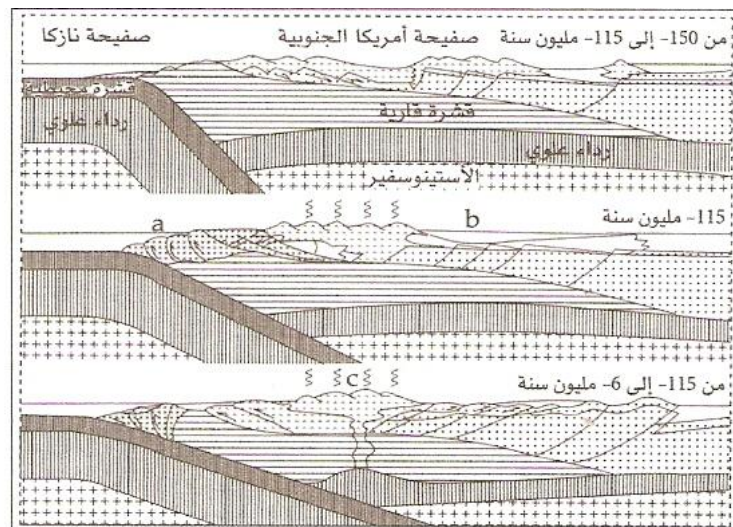 من 150- إلى 115- مليون سنة صفيحة أمريكا الجنوبية صفيحة نازكا
قشرة محيطية
قشرة قارية
رداء علوي
رداء علوي
الأستينوسفير
115- مليون سنة
a
b
من 115- إلى 6- مليون سنة
c